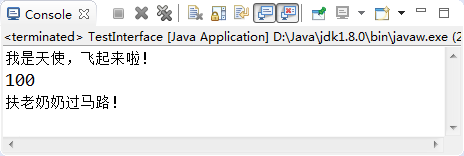 Console
<terminated> TestInterface [Java Application] D:\Java\jdk1.8.0\bin\javaw.exe (2
我是天使，飞起来啦!
100
扶老奶奶过马路!